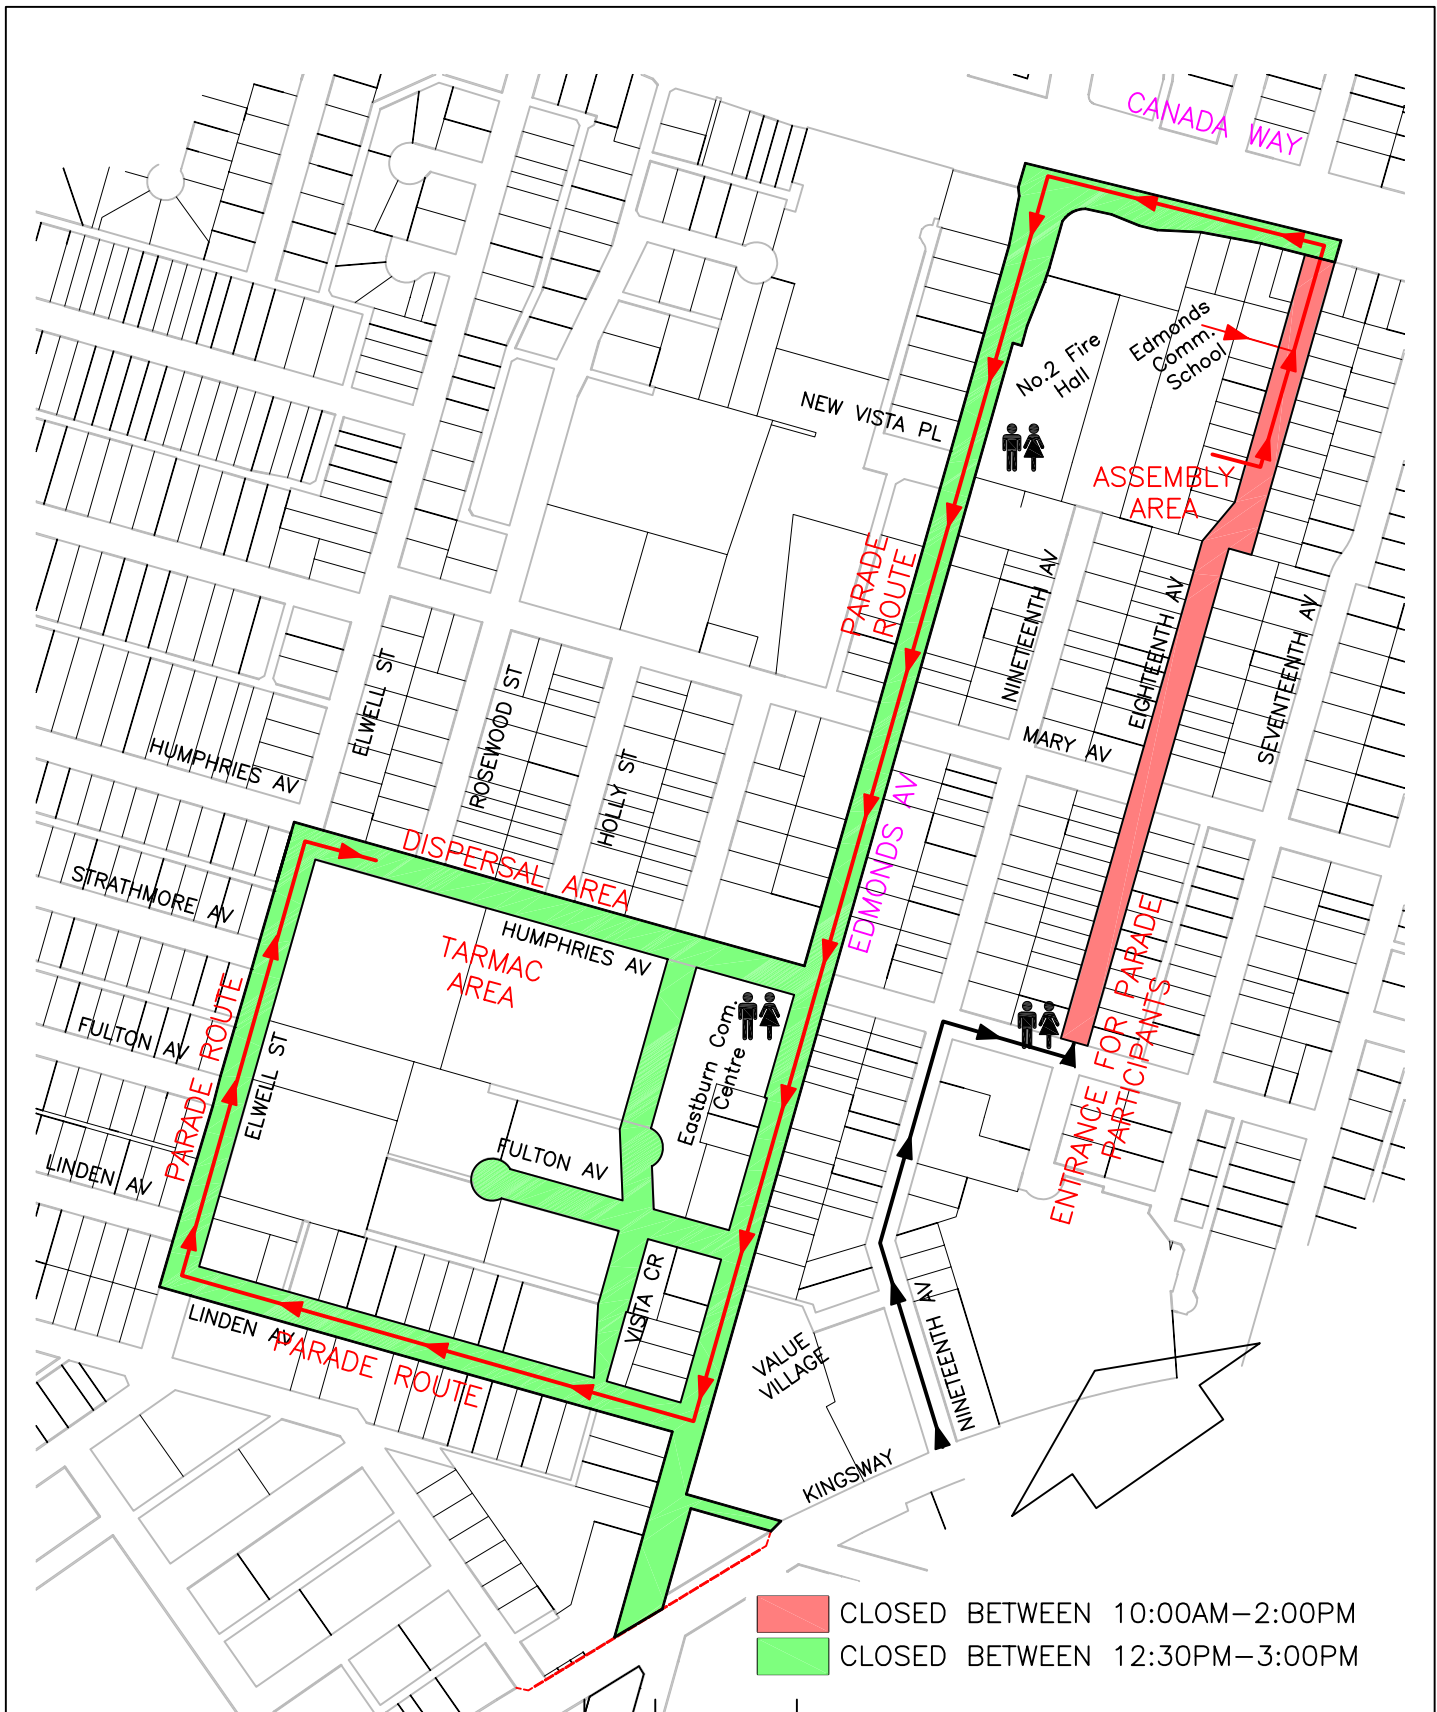 CANADA WAY
Edmonds
Comm.
School
No.2 Fire
Hall
NEW VISTA PL
ASSEMBLY
AREA
PARADE
ROUTE
NINETEENTH AV
EIGHTEENTH AV
SEVENTEENTH AV
MARY AV
ELWELL ST
ROSEWOOD ST
HOLLY ST
HUMPHRIES AV
EDMONDS AV
DISPERSAL AREA
STRATHMORE AV
HUMPHRIES AV
TARMAC
AREA
PARADE ROUTE
FULTON AV
ELWELL ST
Eastburn Com.
Centre
ENTRANCE FOR PARADE
PARTICIPANTS
FULTON AV
LINDEN AV
VISTA CR
LINDEN AV
PARADE ROUTE
VALUE
VILLAGE
NINETEENTH AV
KINGSWAY
CLOSED BETWEEN 10:00AM-2:00PM
CLOSED BETWEEN 12:30PM-3:00PM